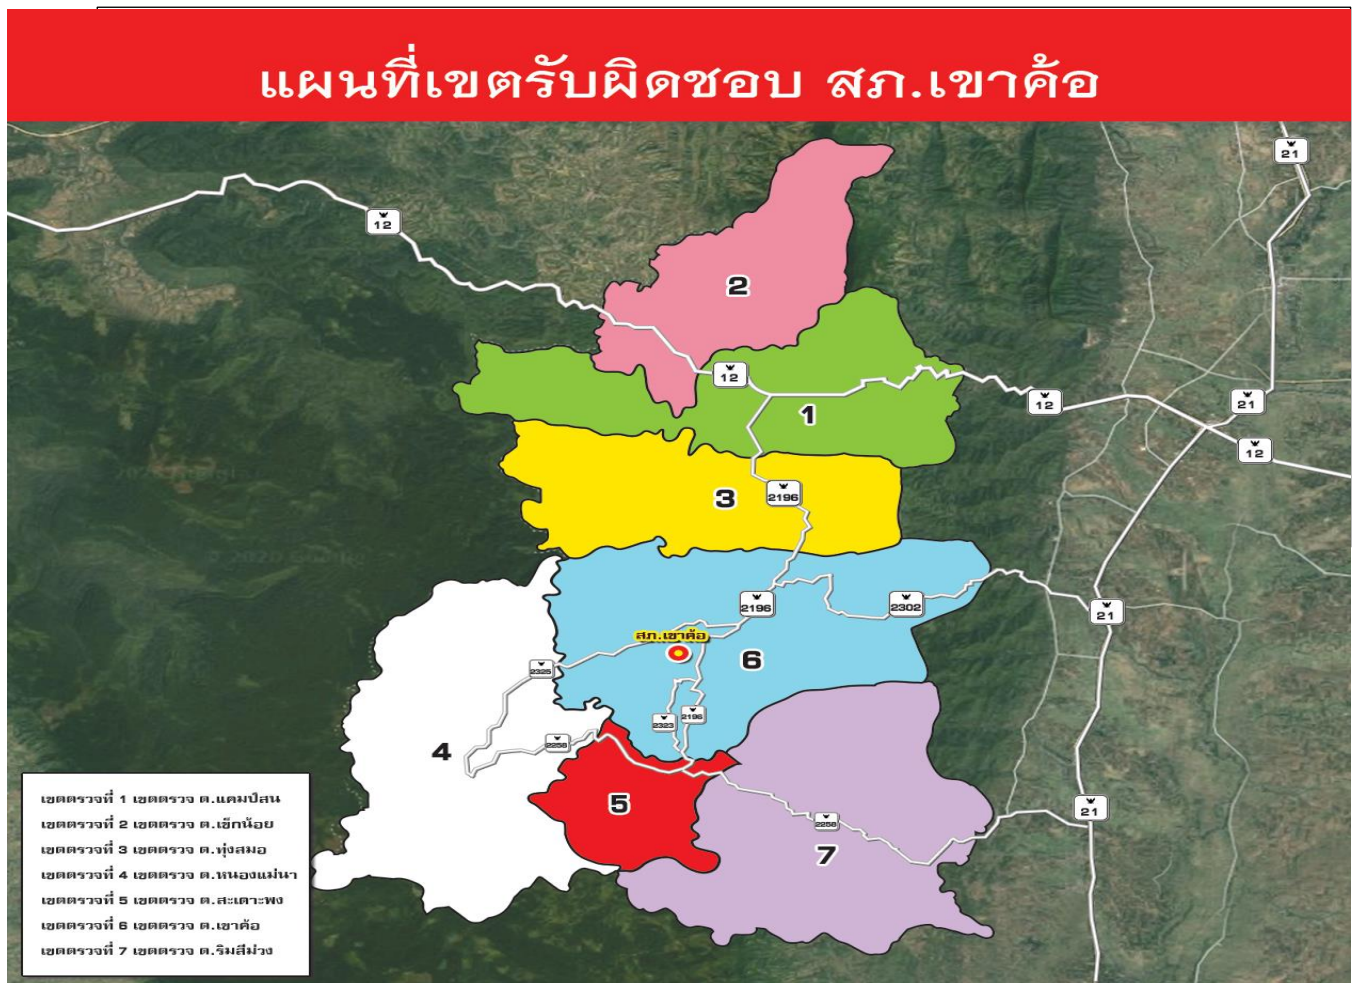 แผนที่เขตรับผิดชอบ สภ.เขาค้อ
21
12
2
12
12
21
1
12
3
2196
2196
2302
21
สภ.เขาค้อ
6
2325
2323
2196
4
2258
5
21
2258
7
เขตตรวจที่ 1 เขตตรวจ ต.แคมป์สน
เขตตรวจที่ 2 เขตตรวจ ต.เข็กน้อย
เขตตรวจที่ 3 เขตตรวจ ต.ทุ่งสมอ
เขตตรวจที่ 4 เขตตรวจ ต.หนองแม่นา
เขตตรวจที่ 5 เขตตรวจ ต.สะเดาะพง
เขตตรวจที่ 6 เขตตรวจ ต.เขาค้อ
เขตตรวจที่ 7 เขตตรวจ ต.ริมสีม่วง